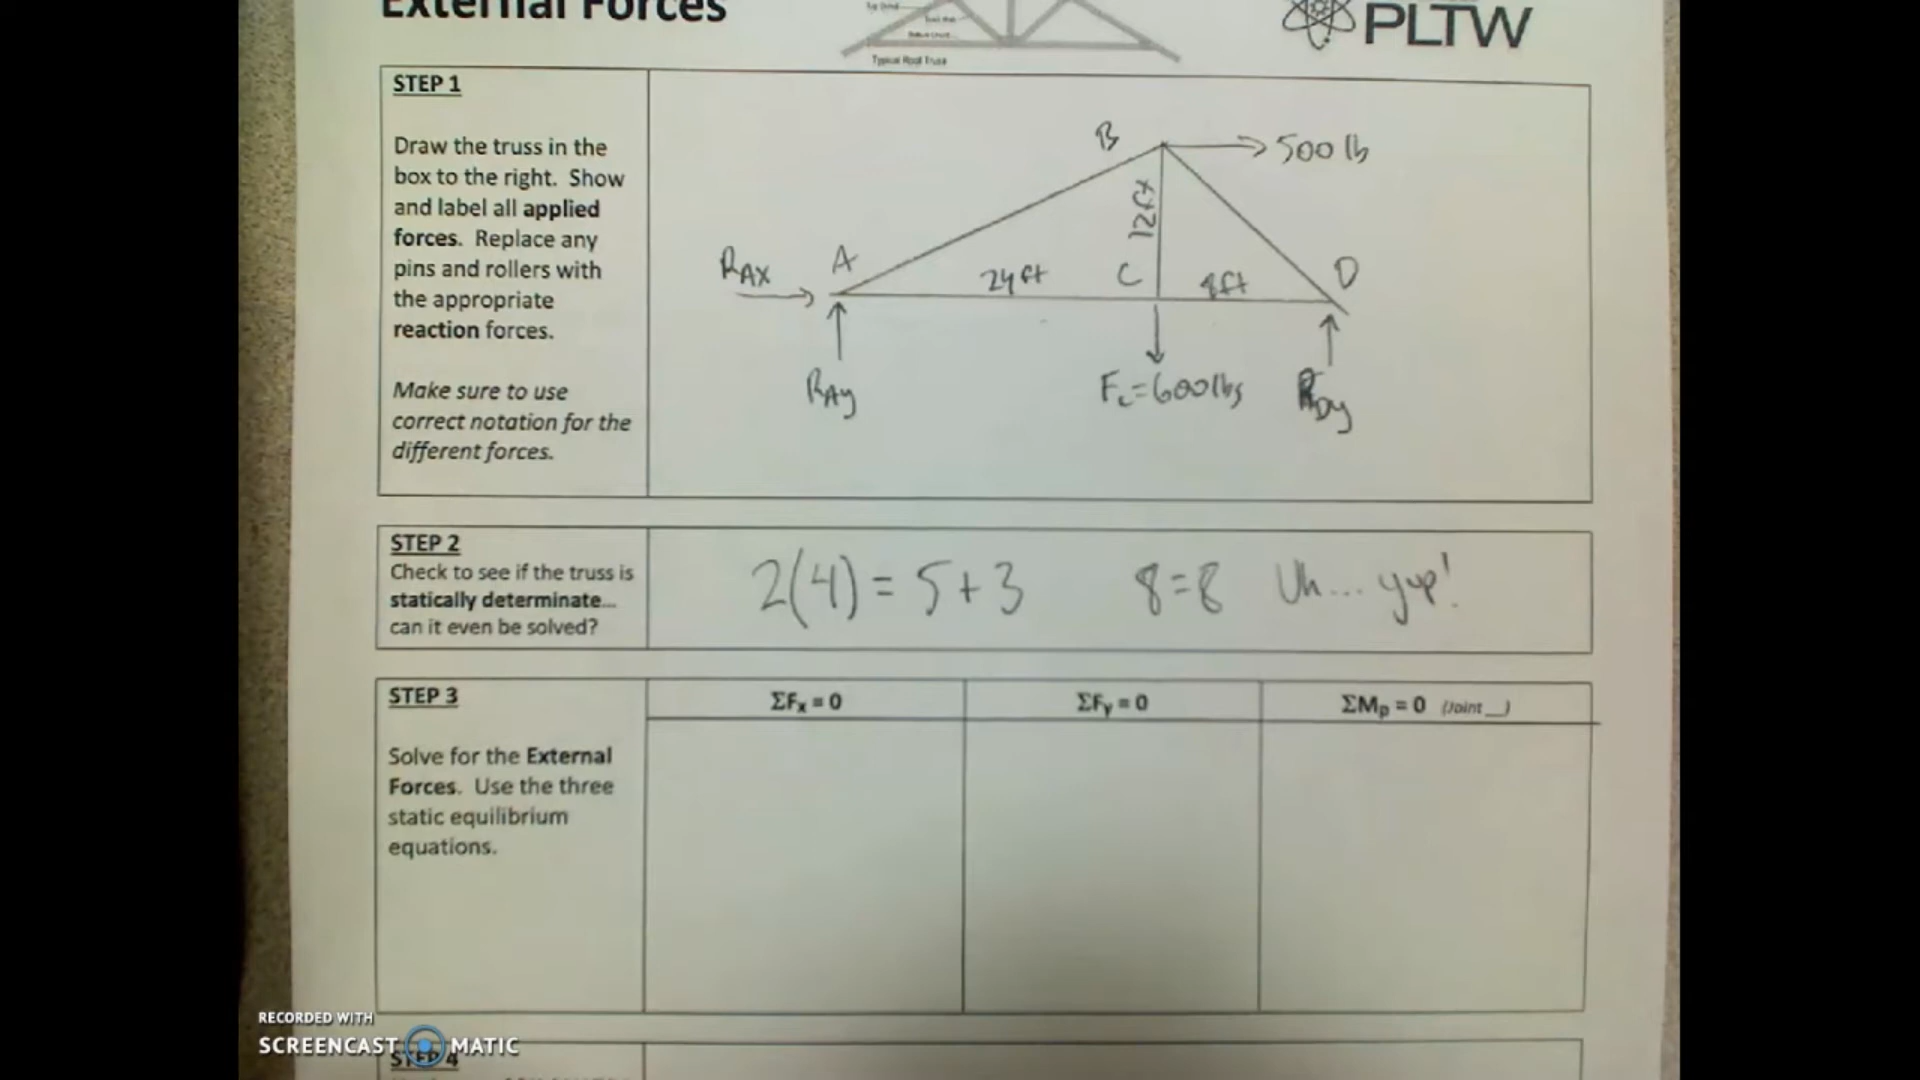 External Forces
PLTW
Typical Roof Truss
STEP 1
Draw the truss in the
box to the right. Show
and label all applied
forces. Replace any
pins and rollers with
the appropriate
reaction forces.
Make sure to use
correct notation for the
different forces.
B
500 lb
12ft
RAX
A
24ft
C
D
RAy
Fc=600lbs
RDy
STEP 2
Check to see if the truss is
statically determinate...
can it even be solved?
2(4) = 5+3 8=8 Uh... yup!
STEP 3
Solve for the External
Forces. Use the three
static equilibrium
equations.
ΣFx = 0
ΣFy = 0
ΣMp = 0 (Joint __)
RECORDED WITH
SCREENCAST MATIC
STEP 4